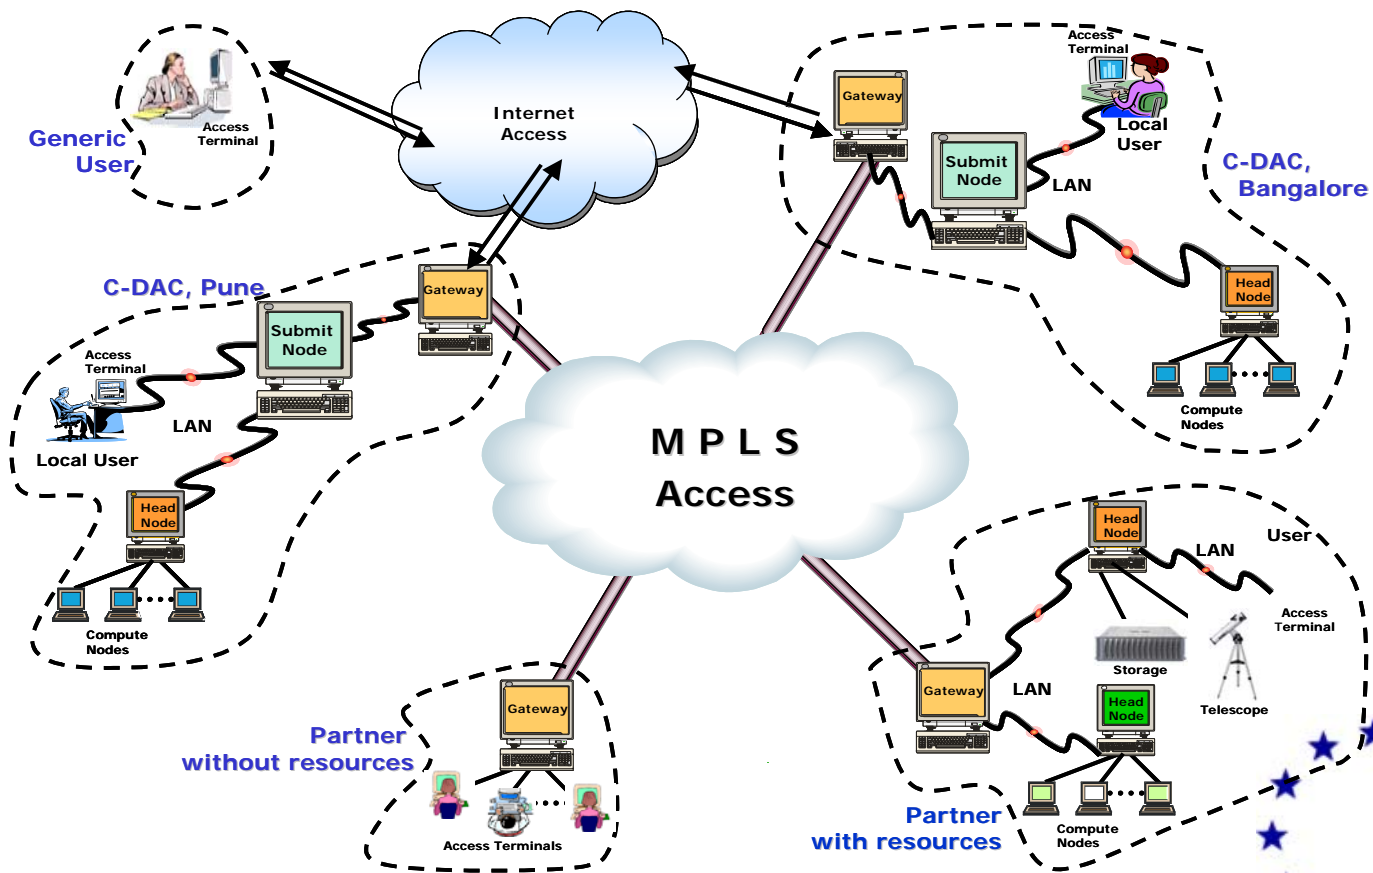 Access
Terminal
Generic
User
Internet
Access
Gateway
Access
Terminal
Local
User
Submit
Node
LAN
C-DAC,
Bangalore
Head
Node
Compute
Nodes
C-DAC, Pune
Gateway
Submit
Node
Access
Terminal
LAN
Local User
Head
Node
Compute
Nodes
M P L S
Access
Partner
without resources
Gateway
Access Terminals
Head
Node
LAN
User
Access
Terminal
Storage
Telescope
Gateway
LAN
Head
Node
Compute
Nodes
Partner
with resources